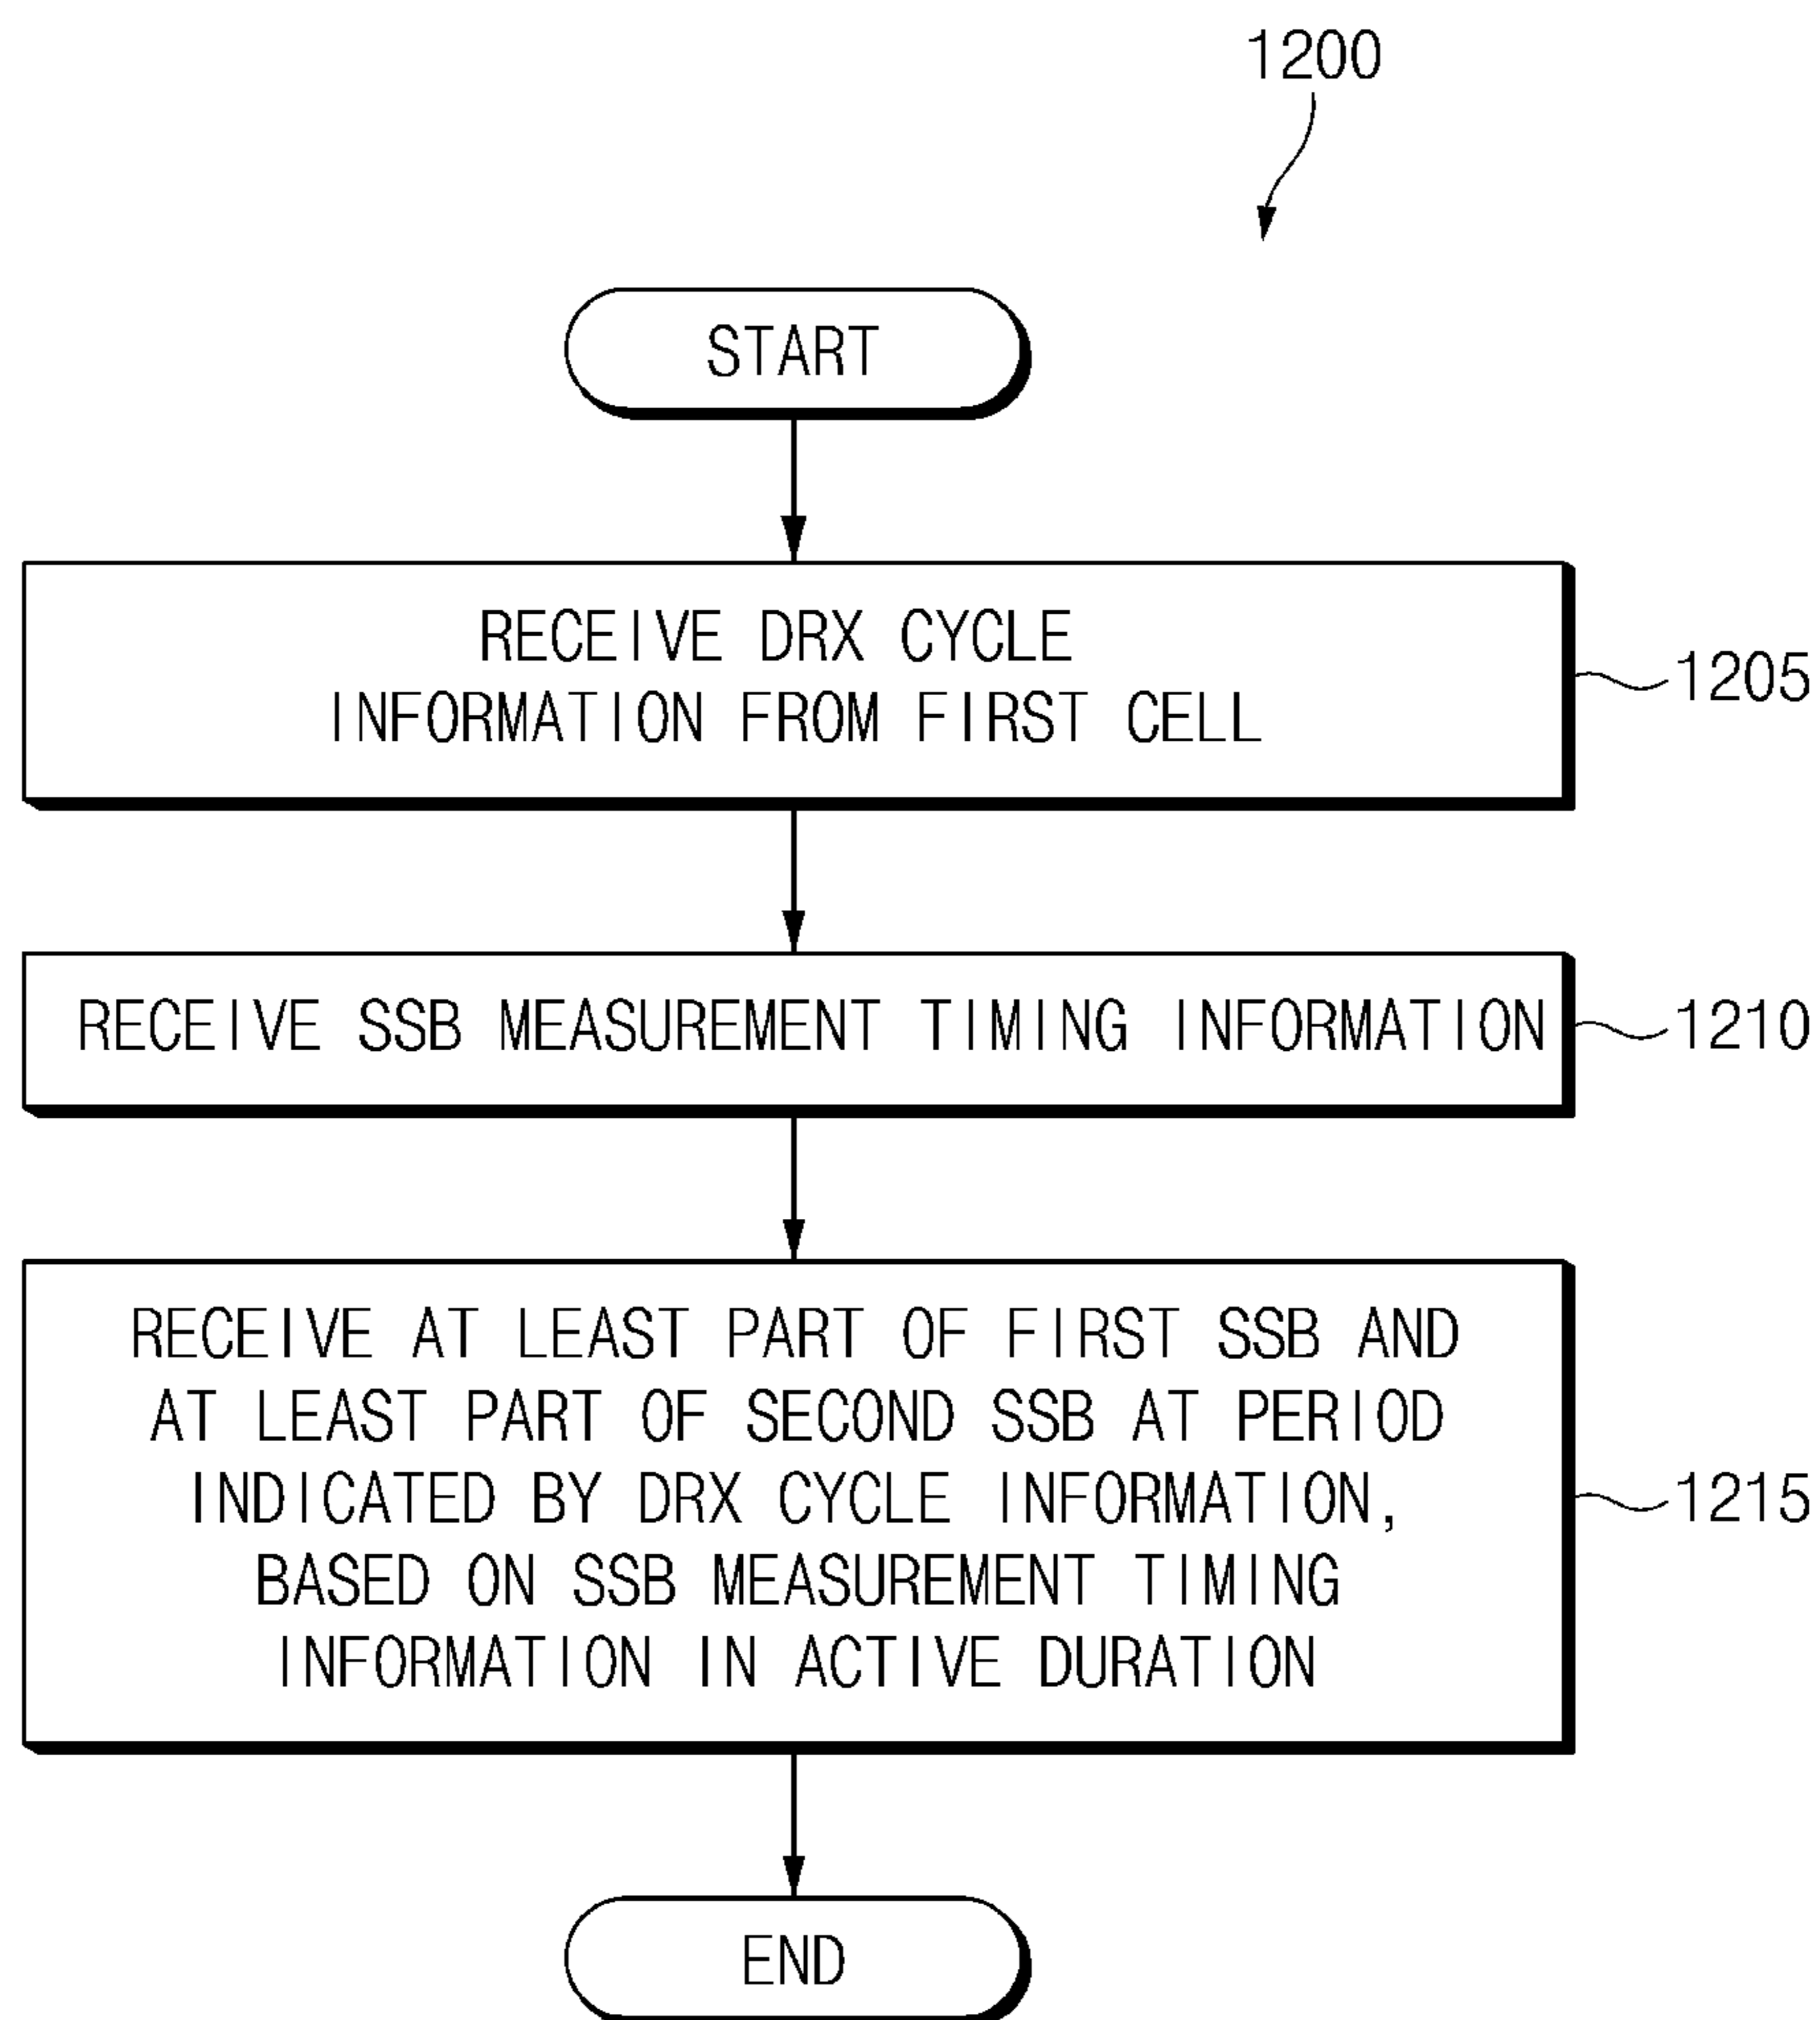 1200
START
RECEIVE DRX CYCLE
INFORMATION FROM FIRST CELL
1205
RECEIVE SSB MEASUREMENT TIMING INFORMATION
1210
RECEIVE AT LEAST PART OF FIRST SSB AND
AT LEAST PART OF SECOND SSB AT PERIOD
INDICATED BY DRX CYCLE INFORMATION,
BASED ON SSB MEASUREMENT TIMING
INFORMATION IN ACTIVE DURATION
1215
END